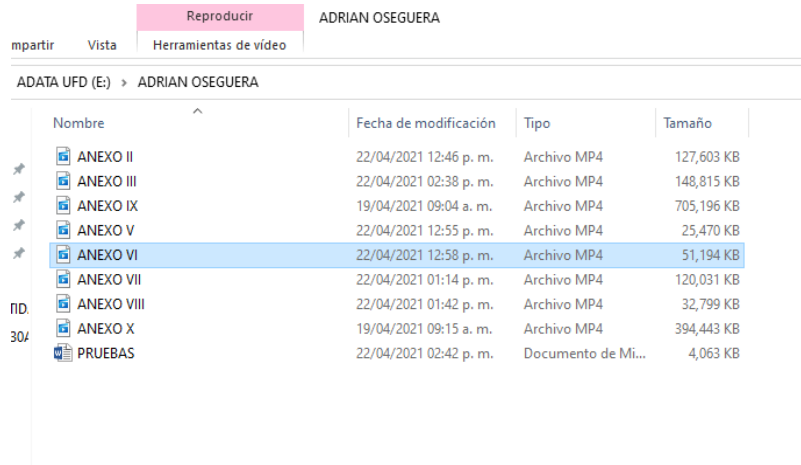 Reproducir ADRIAN OSEGUERA
mpartir Vista Herramientas de vídeo
ADATA UFD (E:) > ADRIAN OSEGUERA
Nombre Fecha de modificación Tipo Tamaño
ANEXO II 22/04/2021 12:46 p. m. Archivo MP4 127,603 KB
ANEXO III 22/04/2021 02:38 p. m. Archivo MP4 148,815 KB
ANEXO IX 19/04/2021 09:04 a. m. Archivo MP4 705,196 KB
ANEXO V 22/04/2021 12:55 p. m. Archivo MP4 25,470 KB
ANEXO VI 22/04/2021 12:58 p. m. Archivo MP4 51,194 KB
ANEXO VII 22/04/2021 01:14 p. m. Archivo MP4 120,031 KB
ANEXO VIII 22/04/2021 01:42 p. m. Archivo MP4 32,799 KB
ANEXO X 19/04/2021 09:15 a. m. Archivo MP4 394,443 KB
PRUEBAS 22/04/2021 02:42 p. m. Documento de Mi... 4,063 KB